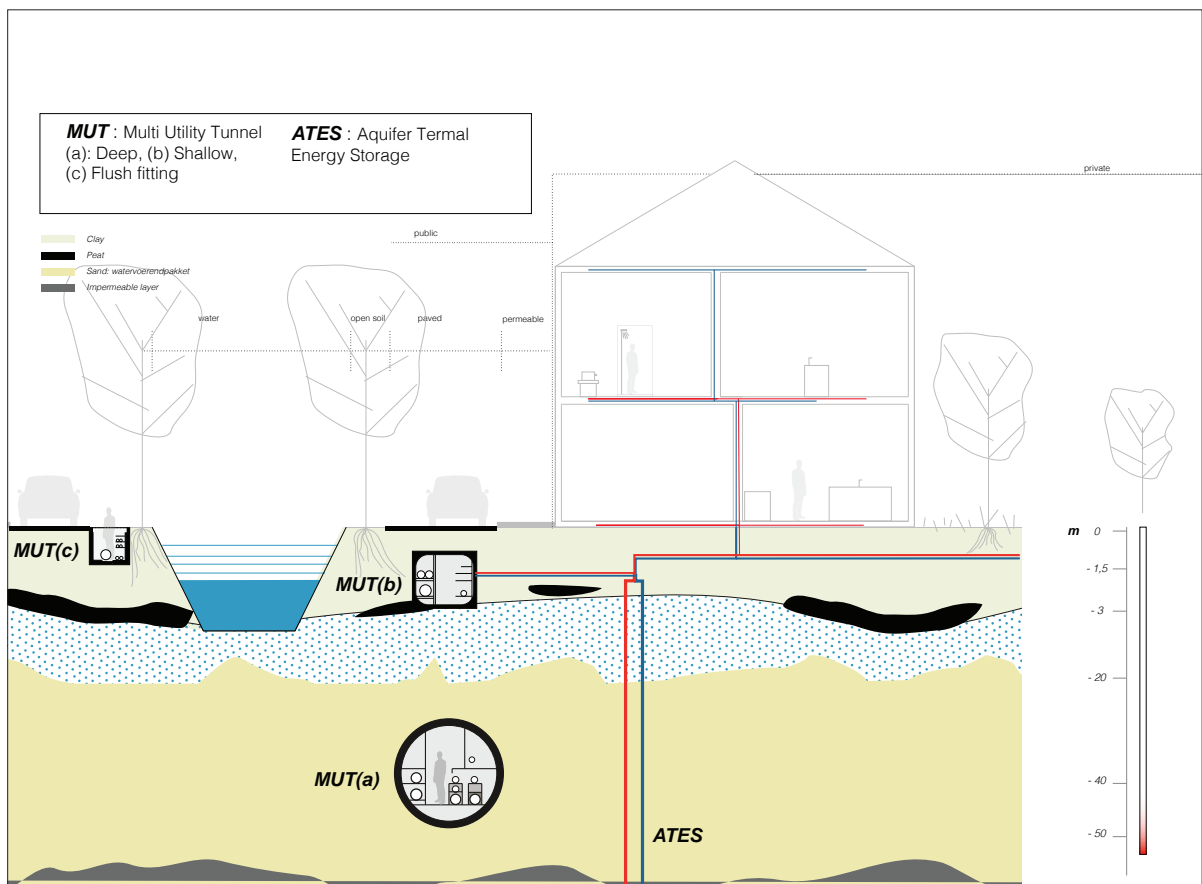 MUT : Multi Utility Tunnel
(a): Deep, (b) Shallow,
(c) Flush fitting
ATES : Aquifer Termal
Energy Storage
private
public
Clay
Peat
Sand: watervoerendpakket
Impermeable layer
water
open soil
paved
permeable
MUT(c)
MUT(b)
m
0
- 1,5
- 3
- 20
MUT(a)
- 40
- 50
ATES